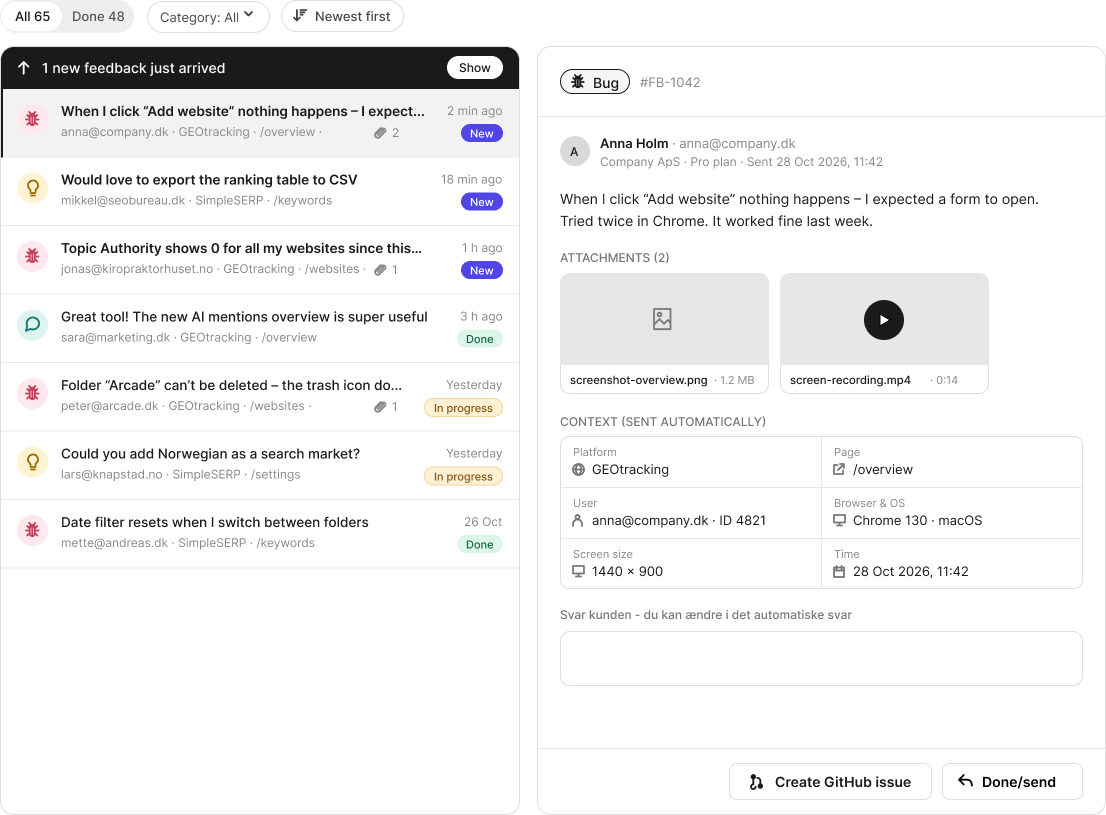 All 65 Done 48 Category: All Newest first
1 new feedback just arrived Show
When I click “Add website” nothing happens – I expect... 2 min ago
anna@company.dk · GEOtracking · /overview · 2 New
Would love to export the ranking table to CSV 18 min ago
mikkel@seobureau.dk · SimpleSERP · /keywords New
Topic Authority shows 0 for all my websites since this... 1 h ago
jonas@kiropraktorhuset.no · GEOtracking · /websites · 1 New
Great tool! The new AI mentions overview is super useful 3 h ago
sara@marketing.dk · GEOtracking · /overview Done
Folder “Arcade” can’t be deleted – the trash icon do... Yesterday
peter@arcade.dk · GEOtracking · /websites · 1 In progress
Could you add Norwegian as a search market? Yesterday
lars@knapstad.no · SimpleSERP · /settings In progress
Date filter resets when I switch between folders 26 Oct
mette@andreas.dk · SimpleSERP · /keywords Done
Bug #FB-1042
A
Anna Holm · anna@company.dk
Company ApS · Pro plan · Sent 28 Oct 2026, 11:42
When I click “Add website” nothing happens – I expected a form to open.
Tried twice in Chrome. It worked fine last week.
ATTACHMENTS (2)
screenshot-overview.png · 1.2 MB screen-recording.mp4 · 0:14
CONTEXT (SENT AUTOMATICALLY)
Platform Page
GEOtracking /overview
User Browser & OS
anna@company.dk · ID 4821 Chrome 130 · macOS
Screen size Time
1440 × 900 28 Oct 2026, 11:42
Svar kunden - du kan ændre i det automatiske svar
Create GitHub issue Done/send